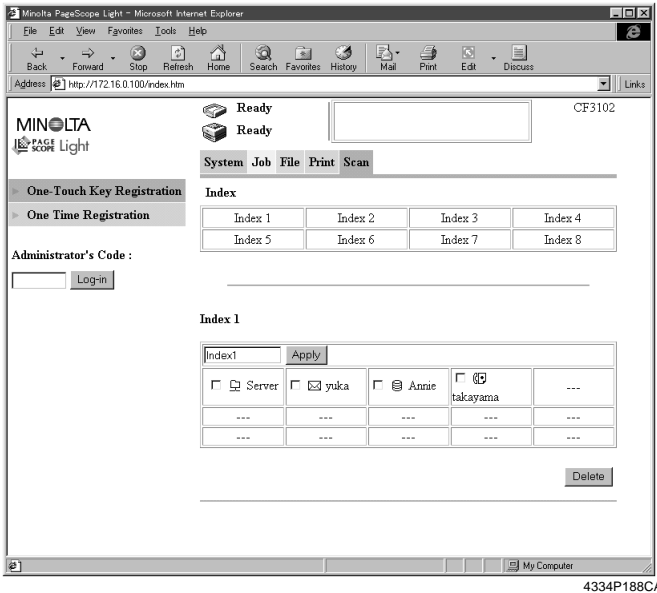 Minolta PageScope Light - Microsoft Internet Explorer
File Edit View Favorites Tools Help
Back Forward Stop Refresh Home Search Favorites History Mail Print Edit Discuss
Address http://172.16.0.100/index.htm Links
MINOLTA
PAGE SCOPE Light
Ready
Ready
CF3102
System Job File Print Scan
One-Touch Key Registration
One Time Registration
Administrator's Code :
Log-in
Index
Index 1 Index 2 Index 3 Index 4
Index 5 Index 6 Index 7 Index 8
Index 1
Index1 Apply
Server yuka Annie takayama ---
--- --- --- --- ---
--- --- --- --- ---
Delete
My Computer
4334P188CA